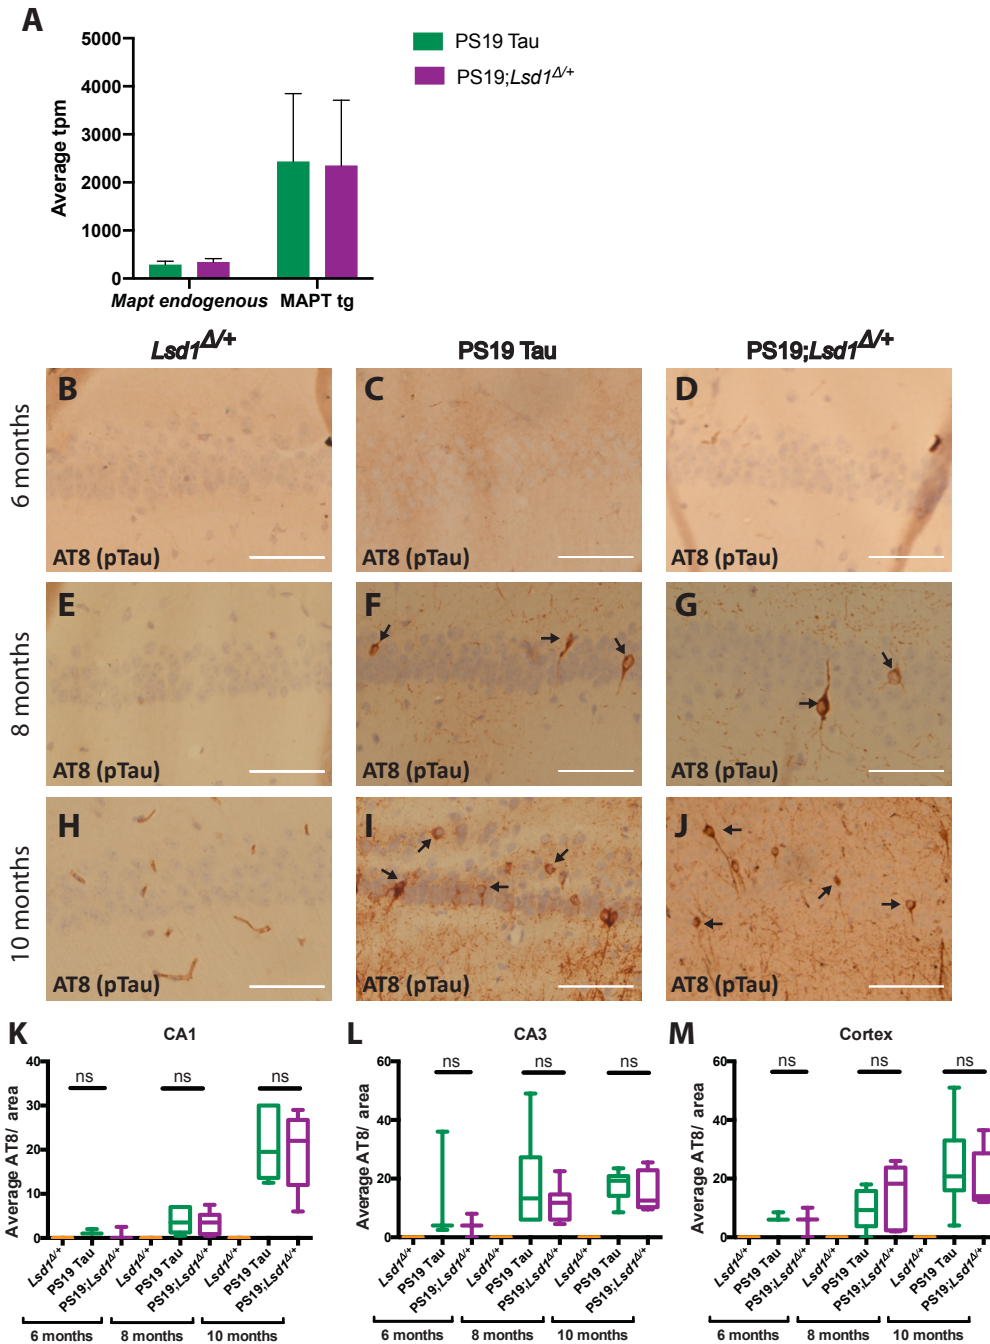 A
5000
4000
3000
2000
1000
0
Average tpm
Mapt endogenous MAPT tg
PS19 Tau
PS19;Lsd1Δ/+
Lsd1Δ/+ PS19 Tau PS19;Lsd1Δ/+
6 months
B
AT8 (pTau)
C
AT8 (pTau)
D
AT8 (pTau)
8 months
E
AT8 (pTau)
F
AT8 (pTau)
G
AT8 (pTau)
10 months
H
AT8 (pTau)
I
AT8 (pTau)
J
AT8 (pTau)
K
CA1
Average AT8/ area
40
30
20
10
0
ns ns ns
Lsd1Δ/+
PS19 Tau
PS19;Lsd1Δ/+
Lsd1Δ/+
PS19 Tau
PS19;Lsd1Δ/+
Lsd1Δ/+
PS19 Tau
PS19;Lsd1Δ/+
6 months 8 months 10 months
L
CA3
Average AT8/ area
60
40
20
0
ns ns ns
Lsd1Δ/+
PS19 Tau
PS19;Lsd1Δ/+
Lsd1Δ/+
PS19 Tau
PS19;Lsd1Δ/+
Lsd1Δ/+
PS19 Tau
PS19;Lsd1Δ/+
6 months 8 months 10 months
M
Cortex
Average AT8/ area
60
40
20
0
ns ns ns
Lsd1Δ/+
PS19 Tau
PS19;Lsd1Δ/+
Lsd1Δ/+
PS19 Tau
PS19;Lsd1Δ/+
Lsd1Δ/+
PS19 Tau
PS19;Lsd1Δ/+
6 months 8 months 10 months